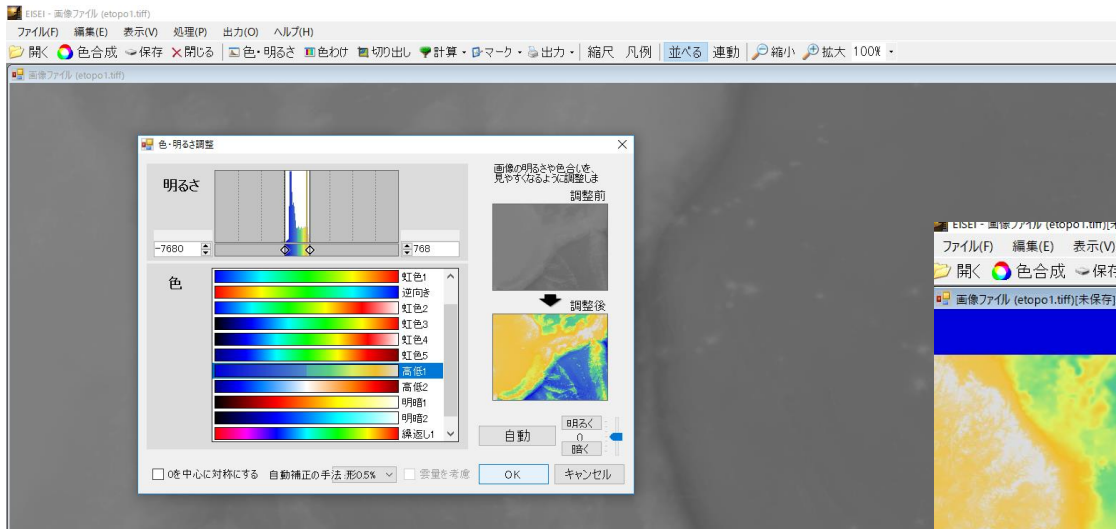 EISEI - 画像ファイル (etopo1.tiff)
ファイル(F) 編集(E) 表示(V) 処理(P) 出力(O) ヘルプ(H)
開く 色合成 保存 閉じる 色・明るさ 色わけ 切り出し 計算 マーク 出力 縮尺 凡例 並べる 連動 縮小 拡大 100%
画像ファイル (etopo1.tiff)
色・明るさ調整
明るさ
-7680
768
色
虹色1
逆向き
虹色2
虹色3
虹色4
虹色5
高低1
高低2
明暗1
明暗2
繰返し1
画像の明るさや色合いを、
見やすくなるように調整しま
調整前
調整後
自動
明るく
0
暗く
0を中心に対称にする 自動補正の手法 形0.5% 雲量を考慮
OK キャンセル
EISEI - 画像ファイル (etopo1.tiff)[
ファイル(F) 編集(E) 表示(V)
開く 色合成 保存
画像ファイル (etopo1.tiff)[未保存]